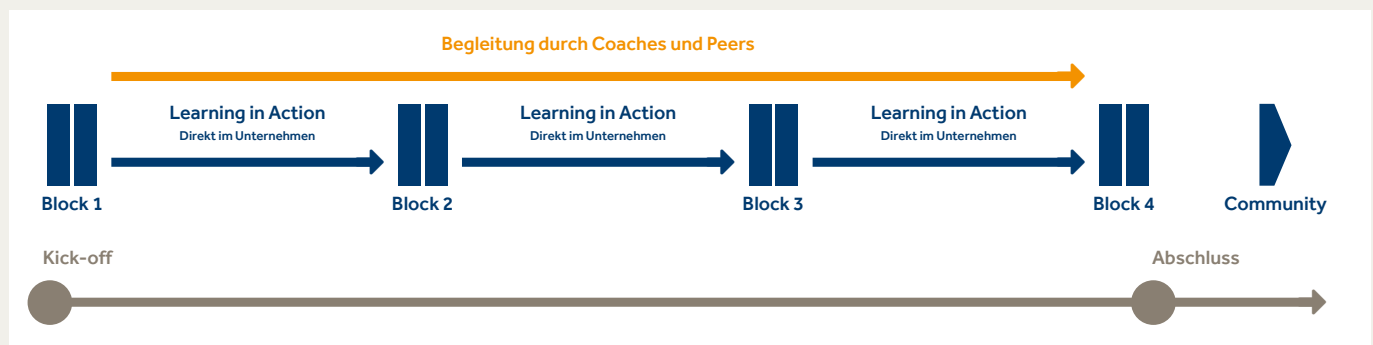 Begleitung durch Coaches und Peers
Learning in Action
Direkt im Unternehmen
Learning in Action
Direkt im Unternehmen
Learning in Action
Direkt im Unternehmen
Block 1
Block 2
Block 3
Block 4
Community
Kick-off
Abschluss